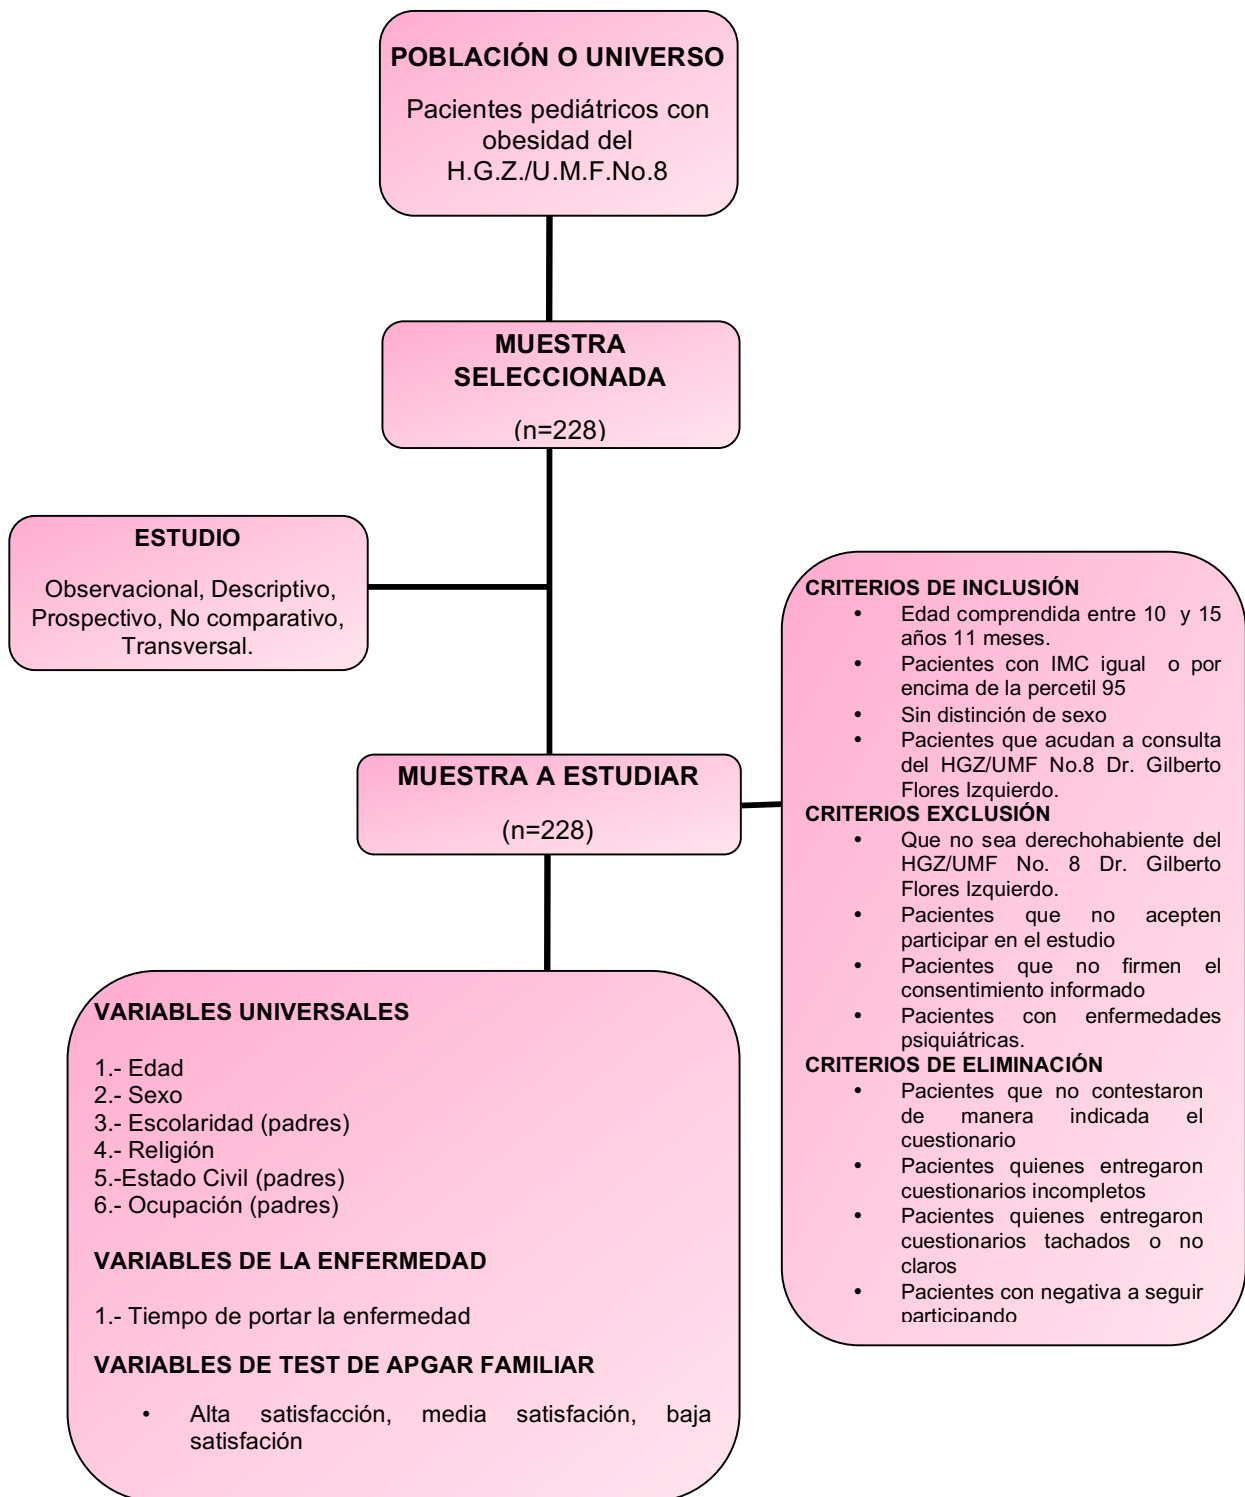 POBLACIÓN O UNIVERSO
Pacientes pediátricos con
obesidad del
H.G.Z./U.M.F.No.8
MUESTRA
SELECCIONADA
(n=228)
ESTUDIO
Observacional, Descriptivo,
Prospectivo, No comparativo,
Transversal.
MUESTRA A ESTUDIAR
(n=228)
CRITERIOS DE INCLUSIÓN
• Edad comprendida entre 10 y 15
años 11 meses.
• Pacientes con IMC igual o por
encima de la percetil 95
• Sin distinción de sexo
• Pacientes que acudan a consulta
del HGZ/UMF No.8 Dr. Gilberto
Flores Izquierdo.
CRITERIOS EXCLUSIÓN
• Que no sea derechohabiente del
HGZ/UMF No. 8 Dr. Gilberto
Flores Izquierdo.
• Pacientes que no acepten
participar en el estudio
• Pacientes que no firmen el
consentimiento informado
• Pacientes con enfermedades
psiquiátricas.
CRITERIOS DE ELIMINACIÓN
• Pacientes que no contestaron
de manera indicada el
cuestionario
• Pacientes quienes entregaron
cuestionarios incompletos
• Pacientes quienes entregaron
cuestionarios tachados o no
claros
• Pacientes con negativa a seguir
participando
VARIABLES UNIVERSALES
1.- Edad
2.- Sexo
3.- Escolaridad (padres)
4.- Religión
5.-Estado Civil (padres)
6.- Ocupación (padres)
VARIABLES DE LA ENFERMEDAD
1.- Tiempo de portar la enfermedad
VARIABLES DE TEST DE APGAR FAMILIAR
• Alta satisfacción, media satisfación, baja
satisfación